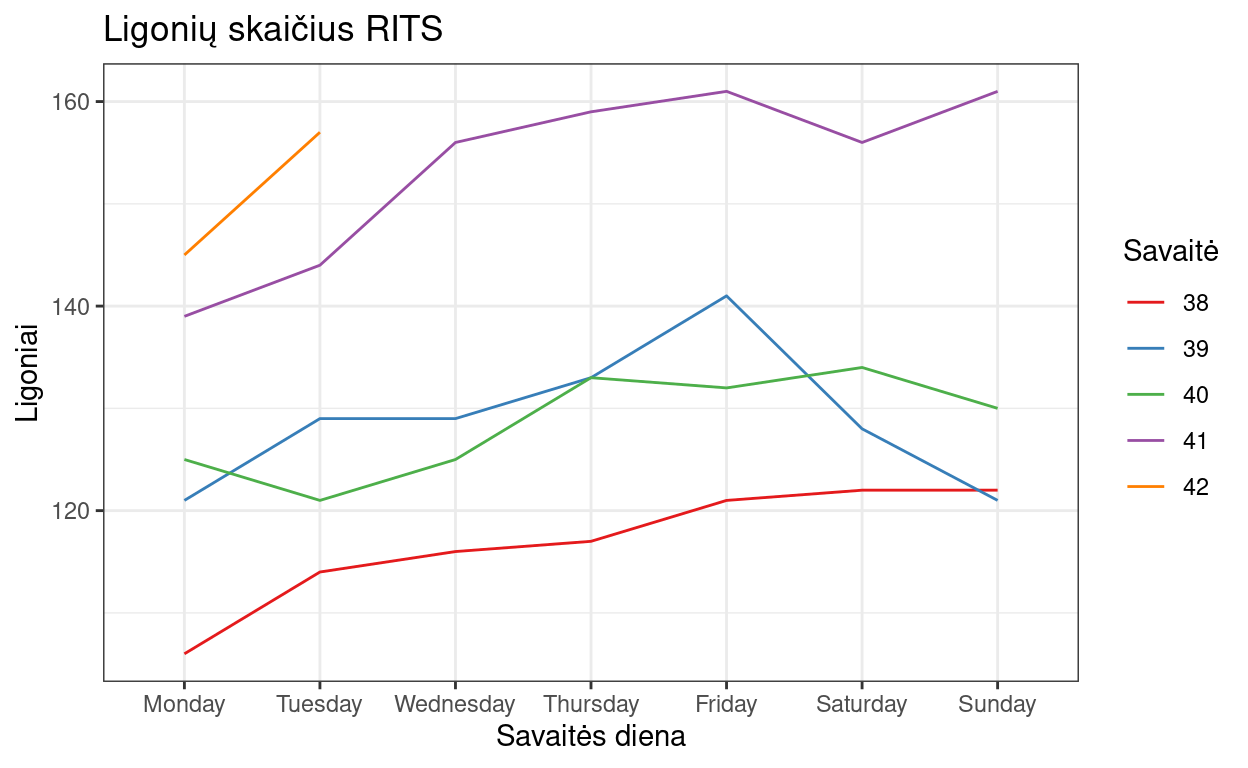 Ligonių skaičius RITS
160
140
120
Ligoniai
Monday Tuesday Wednesday Thursday Friday Saturday Sunday
Savaitės diena
Savaitė
38
39
40
41
42